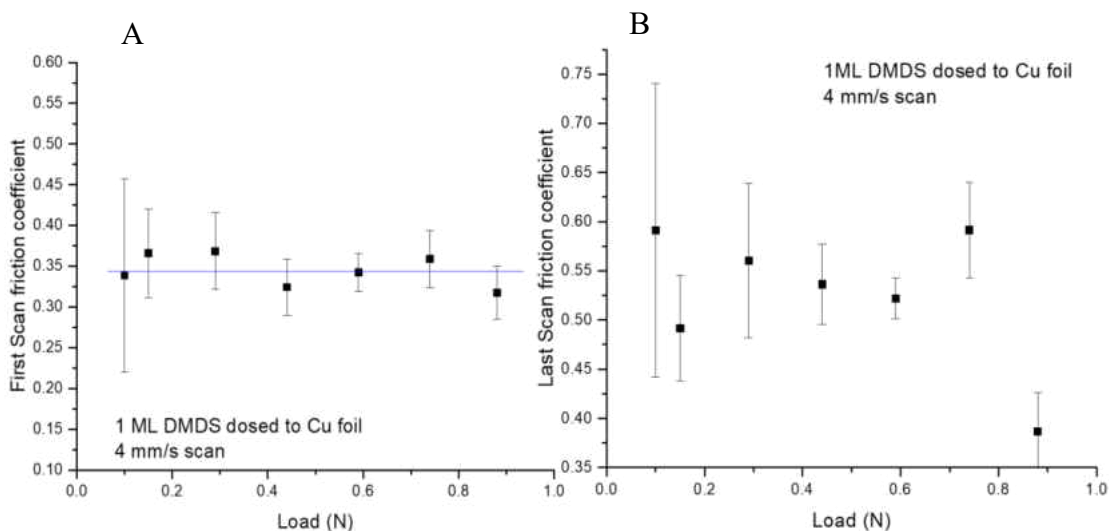 A
0.60
0.55
0.50
0.45
0.40
0.35
0.30
0.25
0.20
0.15
0.10
First Scan friction coefficient
1 ML DMDS dosed to Cu foil
4 mm/s scan
0.0 0.2 0.4 0.6 0.8 1.0
Load (N)
B
0.75
0.70
0.65
0.60
0.55
0.50
0.45
0.40
0.35
Last Scan friction coefficient
1ML DMDS dosed to Cu foil
4 mm/s scan
0.0 0.2 0.4 0.6 0.8 1.0
Load (N)